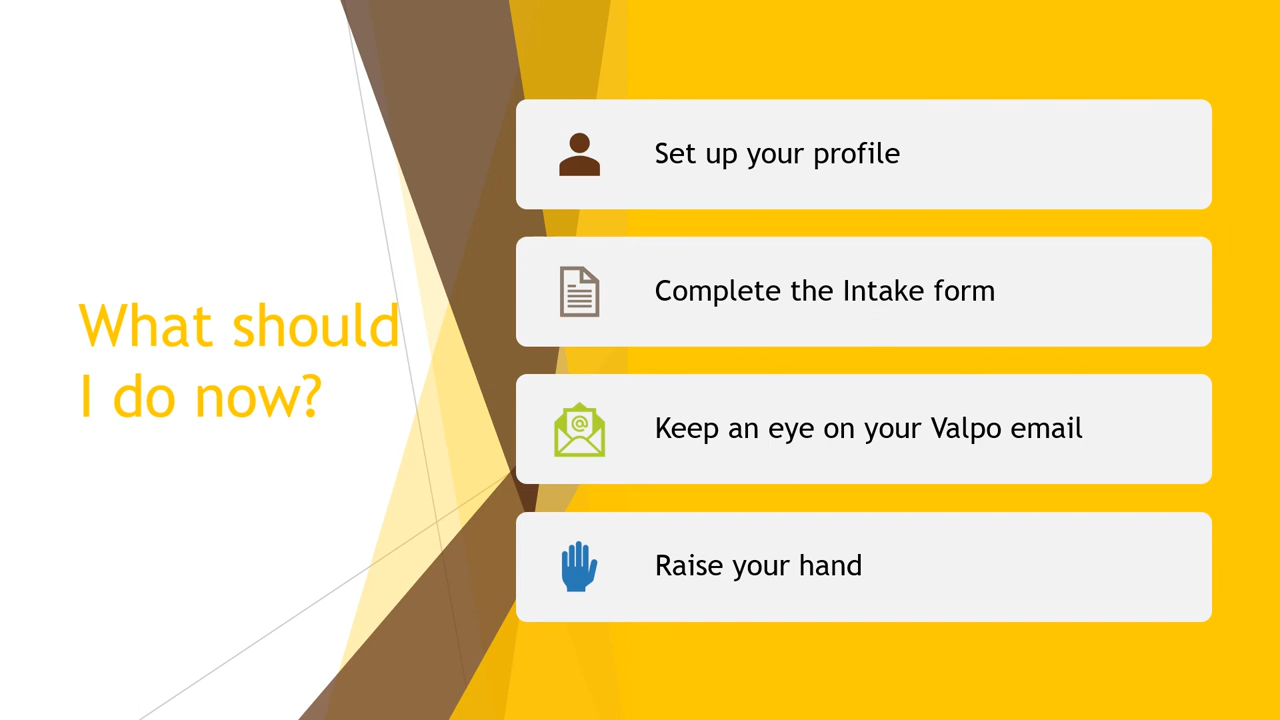 What should
I do now?
Set up your profile
Complete the Intake form
Keep an eye on your Valpo email
Raise your hand